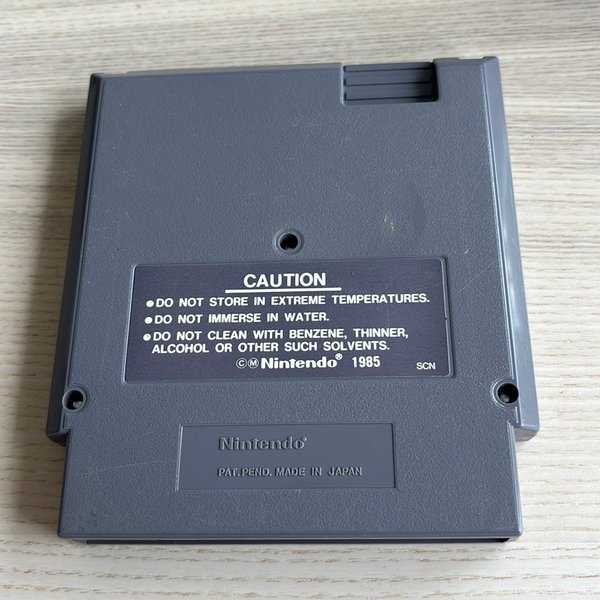 CAUTION
●DO NOT STORE IN EXTREME TEMPERATURES.
●DO NOT IMMERSE IN WATER.
●DO NOT CLEAN WITH BENZENE, THINNER,
ALCOHOL OR OTHER SUCH SOLVENTS.
©Ⓜ Nintendo® 1985
SCN
Nintendo®
PAT. PEND. MADE IN JAPAN